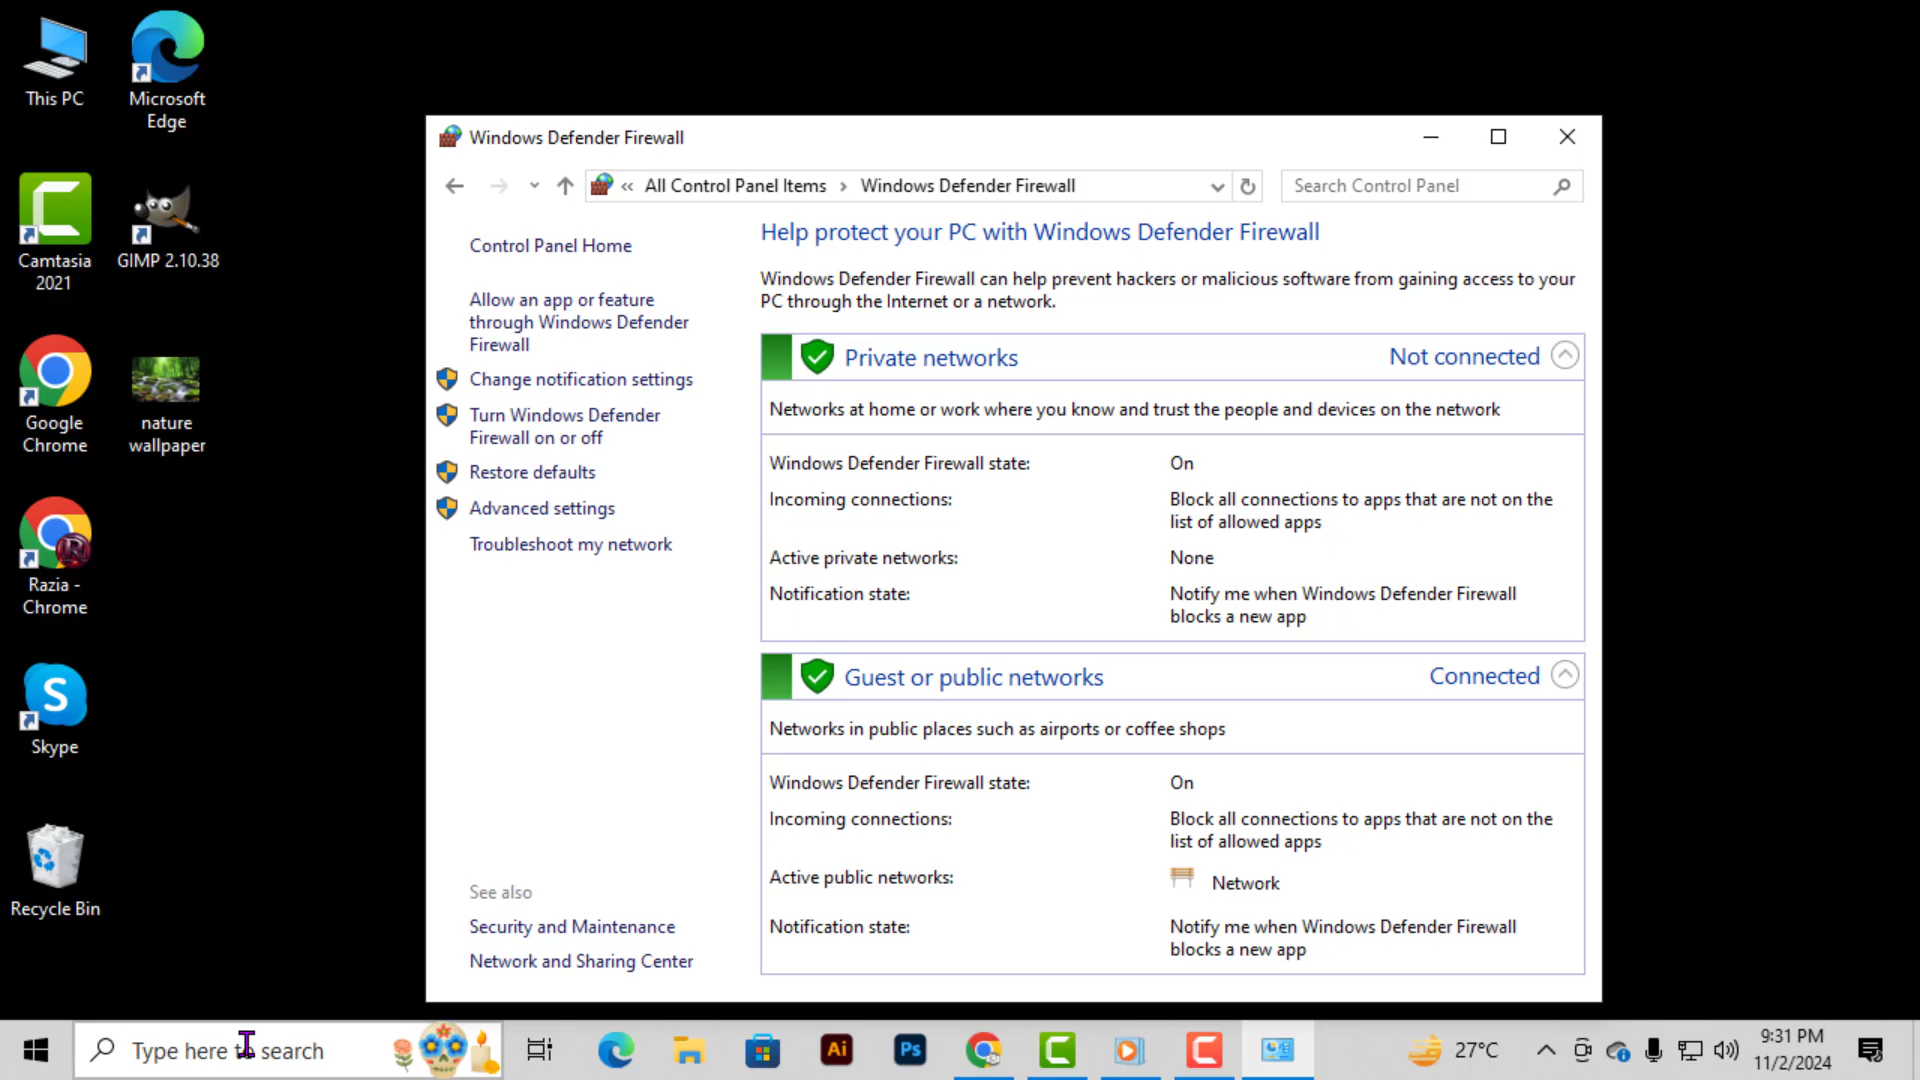 This PC
Microsoft
Edge
Camtasia
2021
GIMP 2.10.38
Google
Chrome
nature
wallpaper
Razia -
Chrome
Skype
Recycle Bin
Windows Defender Firewall
« All Control Panel Items › Windows Defender Firewall
Search Control Panel
Control Panel Home
Allow an app or feature
through Windows Defender
Firewall
Change notification settings
Turn Windows Defender
Firewall on or off
Restore defaults
Advanced settings
Troubleshoot my network
See also
Security and Maintenance
Network and Sharing Center
Help protect your PC with Windows Defender Firewall
Windows Defender Firewall can help prevent hackers or malicious software from gaining access to your
PC through the Internet or a network.
Private networks Not connected
Networks at home or work where you know and trust the people and devices on the network
Windows Defender Firewall state: On
Incoming connections: Block all connections to apps that are not on the
list of allowed apps
Active private networks: None
Notification state: Notify me when Windows Defender Firewall
blocks a new app
Guest or public networks Connected
Networks in public places such as airports or coffee shops
Windows Defender Firewall state: On
Incoming connections: Block all connections to apps that are not on the
list of allowed apps
Active public networks: Network
Notification state: Notify me when Windows Defender Firewall
blocks a new app
Type here to search
Ai
Ps
27°C
9:31 PM
11/2/2024